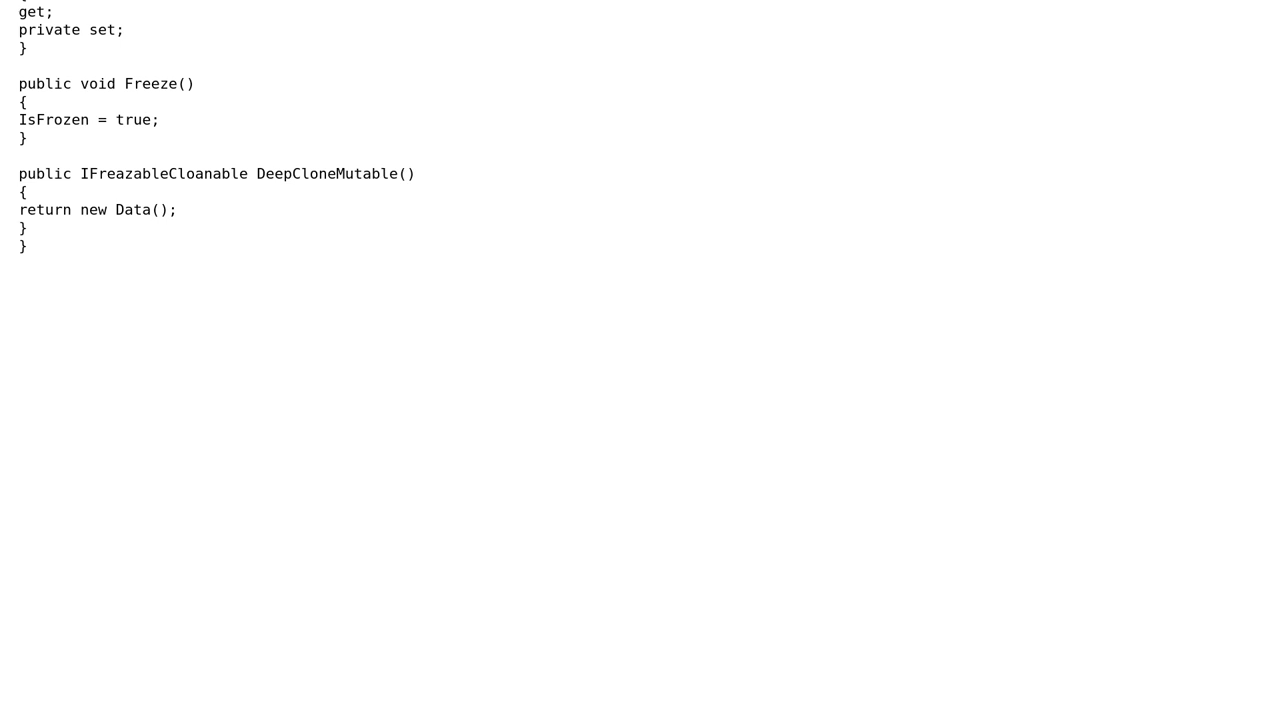 get;
private set;
}
public void Freeze()
{
IsFrozen = true;
}
public IFreazableCloanable DeepCloneMutable()
{
return new Data();
}
}